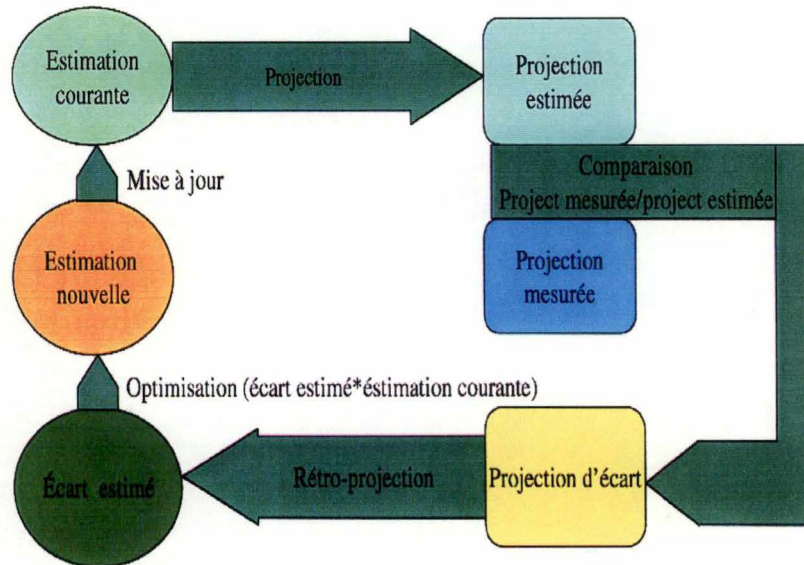 Estimation
courante
Projection
Projection
estimée
Comparaison
Project mesurée/project estimée
Mise à jour
Estimation
nouvelle
Projection
mesurée
Optimisation (écart estimé*éstimation courante)
Écart estimé
Rétro-projection
Projection d'écart